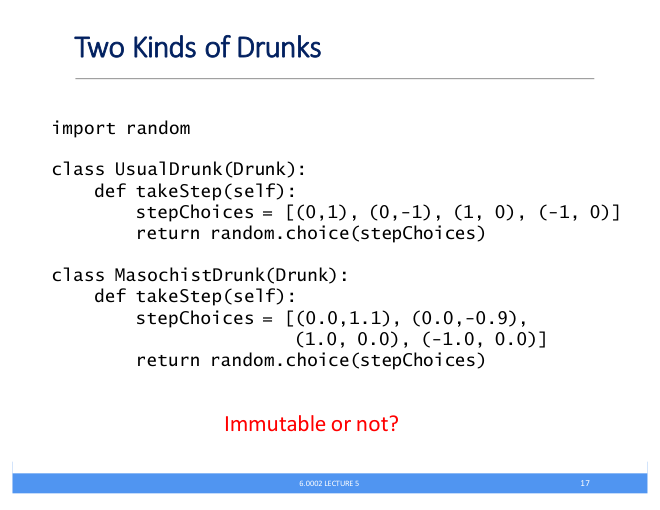 Two Kinds of Drunks
import random
class UsualDrunk(Drunk):
    def takeStep(self):
        stepChoices = [(0,1), (0,-1), (1, 0), (-1, 0)]
        return random.choice(stepChoices)
class MasochistDrunk(Drunk):
    def takeStep(self):
        stepChoices = [(0.0,1.1), (0.0,-0.9),
                       (1.0, 0.0), (-1.0, 0.0)]
        return random.choice(stepChoices)
Immutable or not?
6.0002 LECTURE 5
17